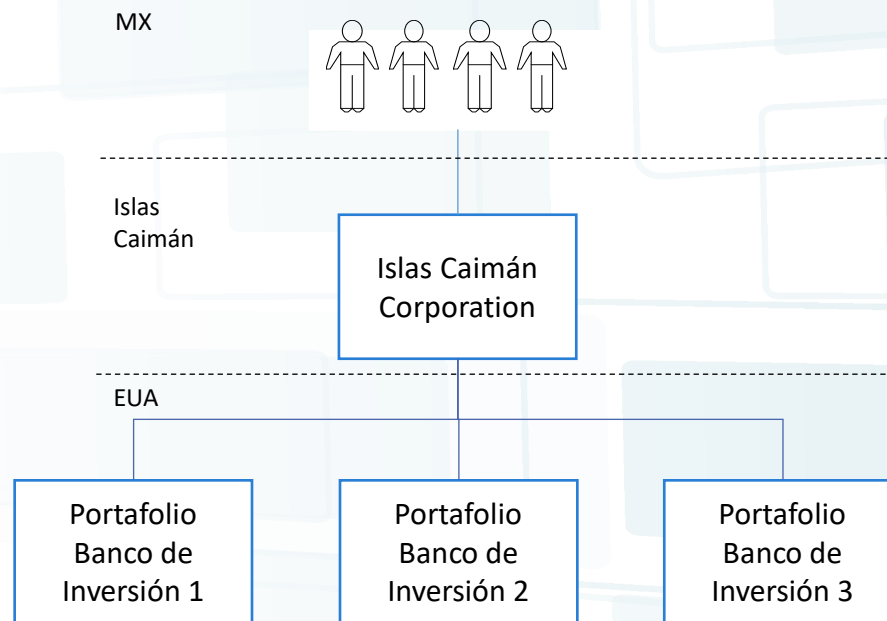 MX
Islas
Caimán
Islas Caimán
Corporation
EUA
Portafolio
Banco de
Inversión 1
Portafolio
Banco de
Inversión 2
Portafolio
Banco de
Inversión 3